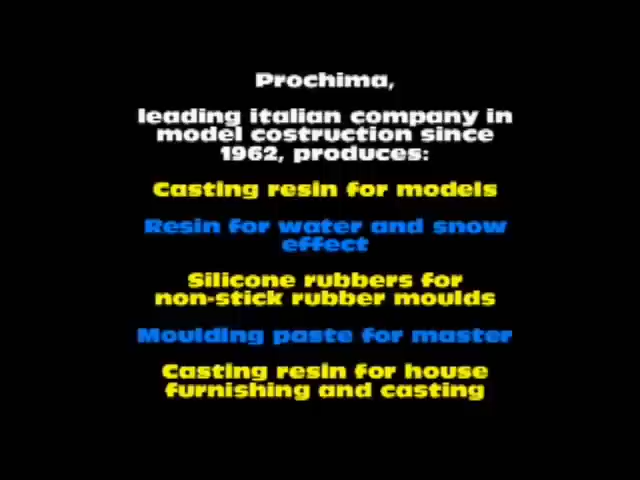 Prochima,
leading italian company in
model costruction since
1962, produces:
Casting resin for models
Resin for water and snow
effect
Silicone rubbers for
non-stick rubber moulds
Moulding paste for master
Casting resin for house
furnishing and casting